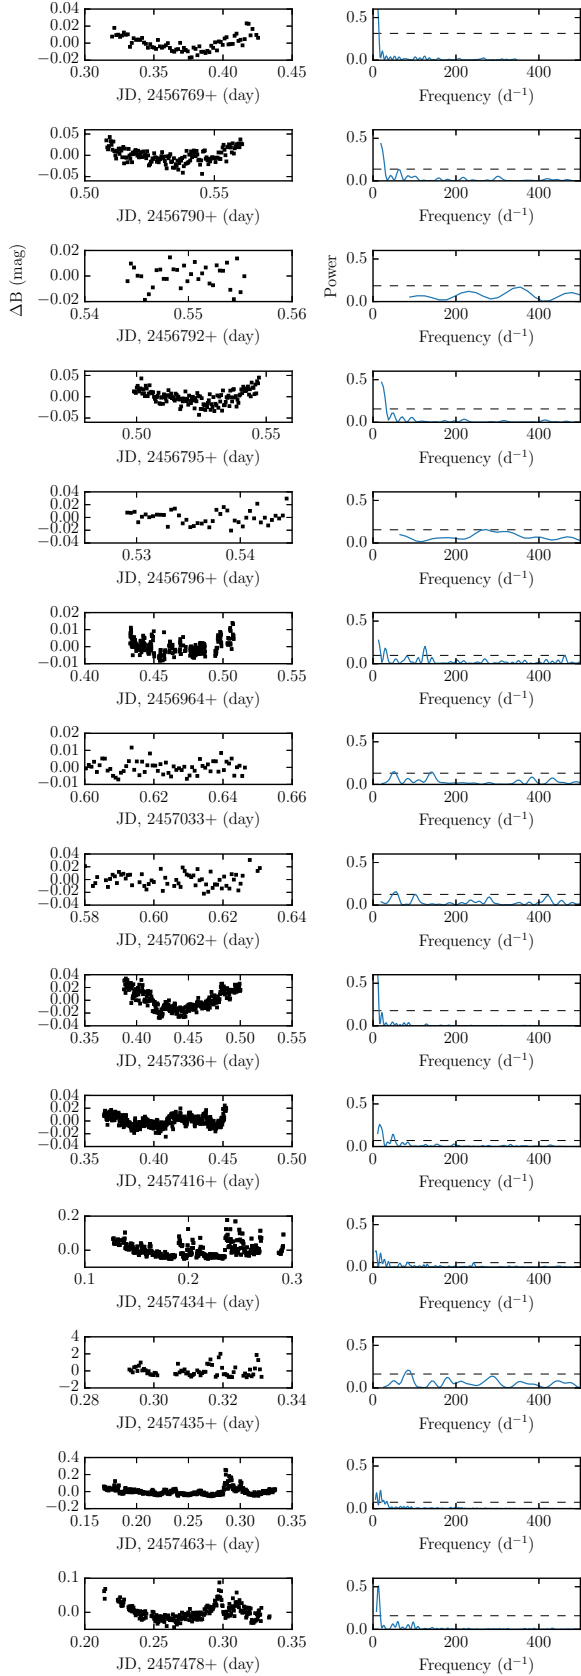 0.04
0.02
0.00
−0.02
0.30 0.35 0.40 0.45
JD, 2456769+ (day)
0.5
0.0
0 200 400
Frequency (d⁻¹)
0.05
0.00
−0.05
0.50 0.55
JD, 2456790+ (day)
0.5
0.0
0 200 400
Frequency (d⁻¹)
ΔB (mag)
0.02
0.00
−0.02
0.54 0.55 0.56
JD, 2456792+ (day)
Power
0.5
0.0
0 200 400
Frequency (d⁻¹)
0.05
0.00
−0.05
0.50 0.55
JD, 2456795+ (day)
0.5
0.0
0 200 400
Frequency (d⁻¹)
0.04
0.02
0.00
−0.02
−0.04
0.53 0.54
JD, 2456796+ (day)
0.5
0.0
0 200 400
Frequency (d⁻¹)
0.02
0.01
0.00
−0.01
0.40 0.45 0.50 0.55
JD, 2456964+ (day)
0.5
0.0
0 200 400
Frequency (d⁻¹)
0.02
0.01
0.00
−0.01
0.60 0.62 0.64 0.66
JD, 2457033+ (day)
0.5
0.0
0 200 400
Frequency (d⁻¹)
0.04
0.02
0.00
−0.02
−0.04
0.58 0.60 0.62 0.64
JD, 2457062+ (day)
0.5
0.0
0 200 400
Frequency (d⁻¹)
0.04
0.02
0.00
−0.02
−0.04
0.35 0.40 0.45 0.50 0.55
JD, 2457336+ (day)
0.5
0.0
0 200 400
Frequency (d⁻¹)
0.04
0.02
0.00
−0.02
−0.04
0.35 0.40 0.45 0.50
JD, 2457416+ (day)
0.5
0.0
0 200 400
Frequency (d⁻¹)
0.2
0.0
0.1 0.2 0.3
JD, 2457434+ (day)
0.5
0.0
0 200 400
Frequency (d⁻¹)
4
2
0
−2
0.28 0.30 0.32 0.34
JD, 2457435+ (day)
0.5
0.0
0 200 400
Frequency (d⁻¹)
0.4
0.2
0.0
−0.2
0.15 0.20 0.25 0.30 0.35
JD, 2457463+ (day)
0.5
0.0
0 200 400
Frequency (d⁻¹)
0.1
0.0
0.20 0.25 0.30 0.35
JD, 2457478+ (day)
0.5
0.0
0 200 400
Frequency (d⁻¹)